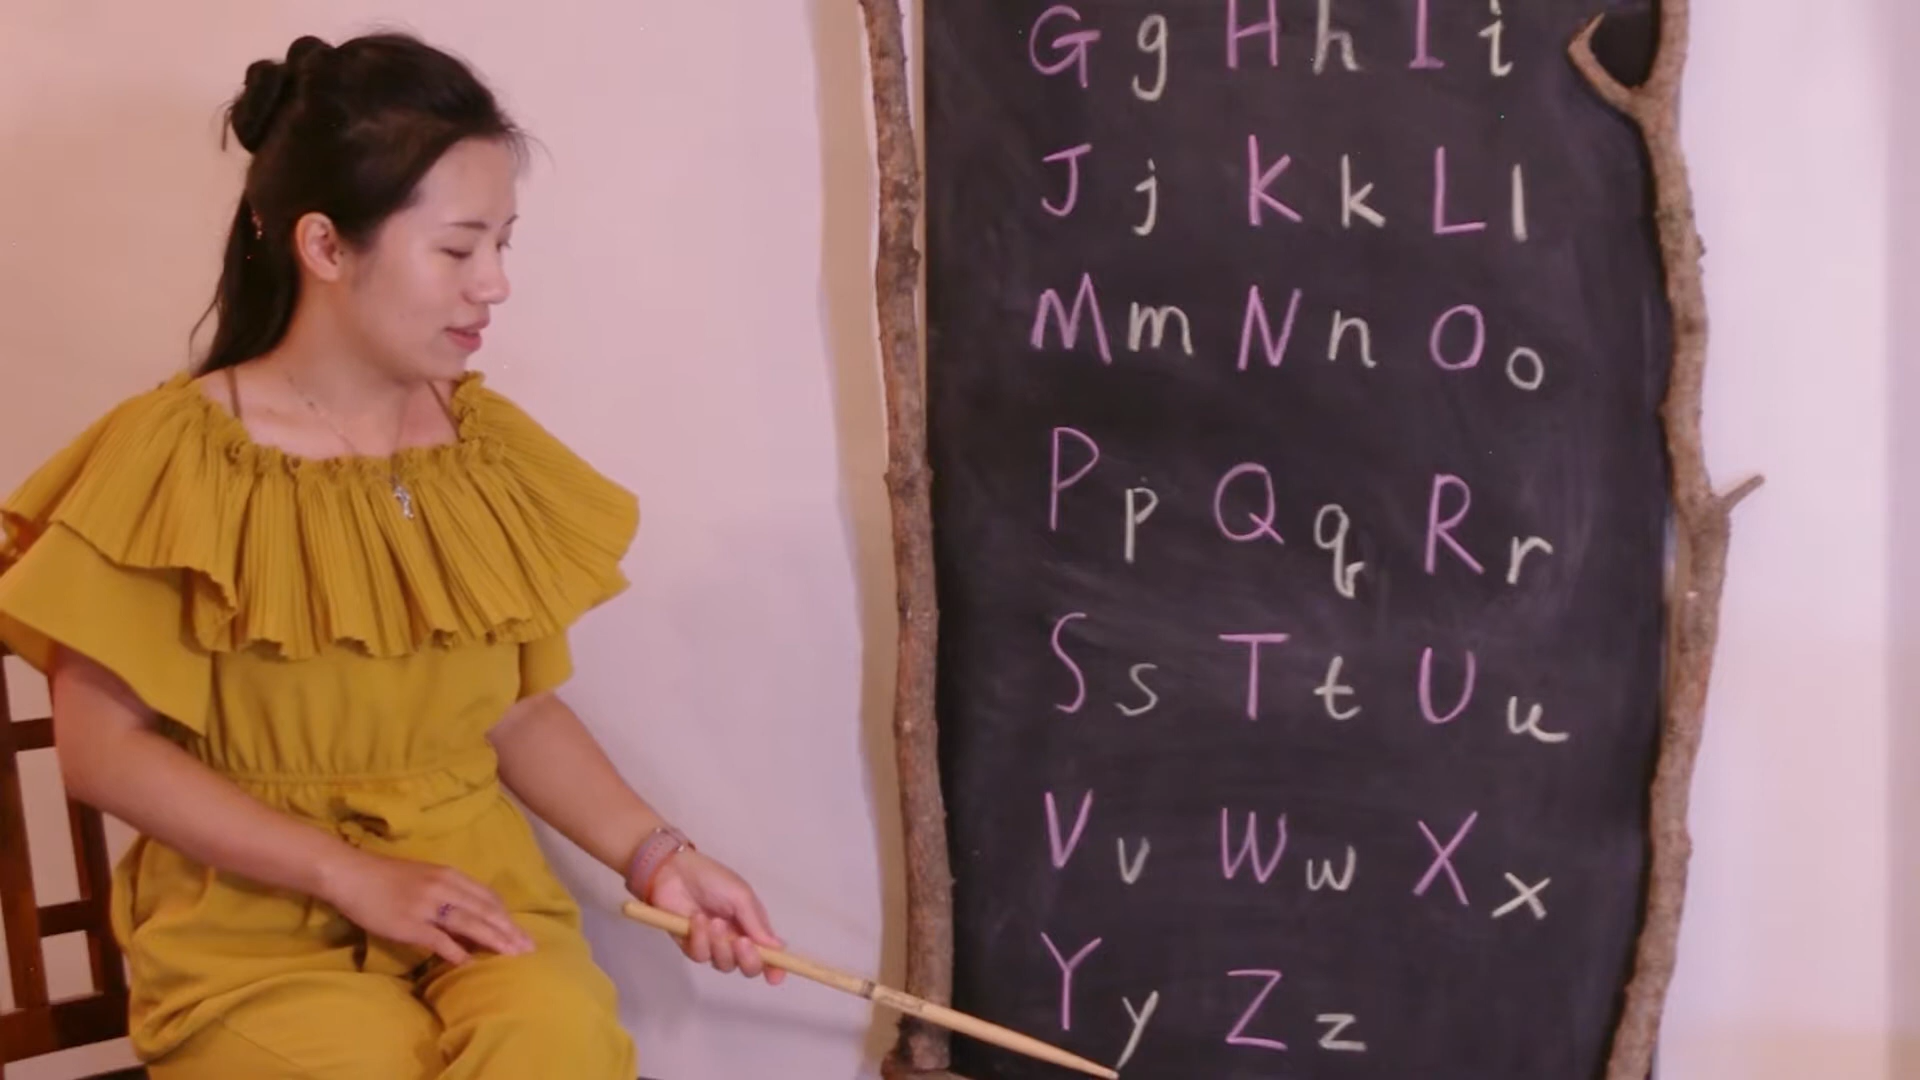 G g H h I i
J j K k L l
M m N n O o
P p Q q R r
S s T t U u
V v W w X x
Y y Z z